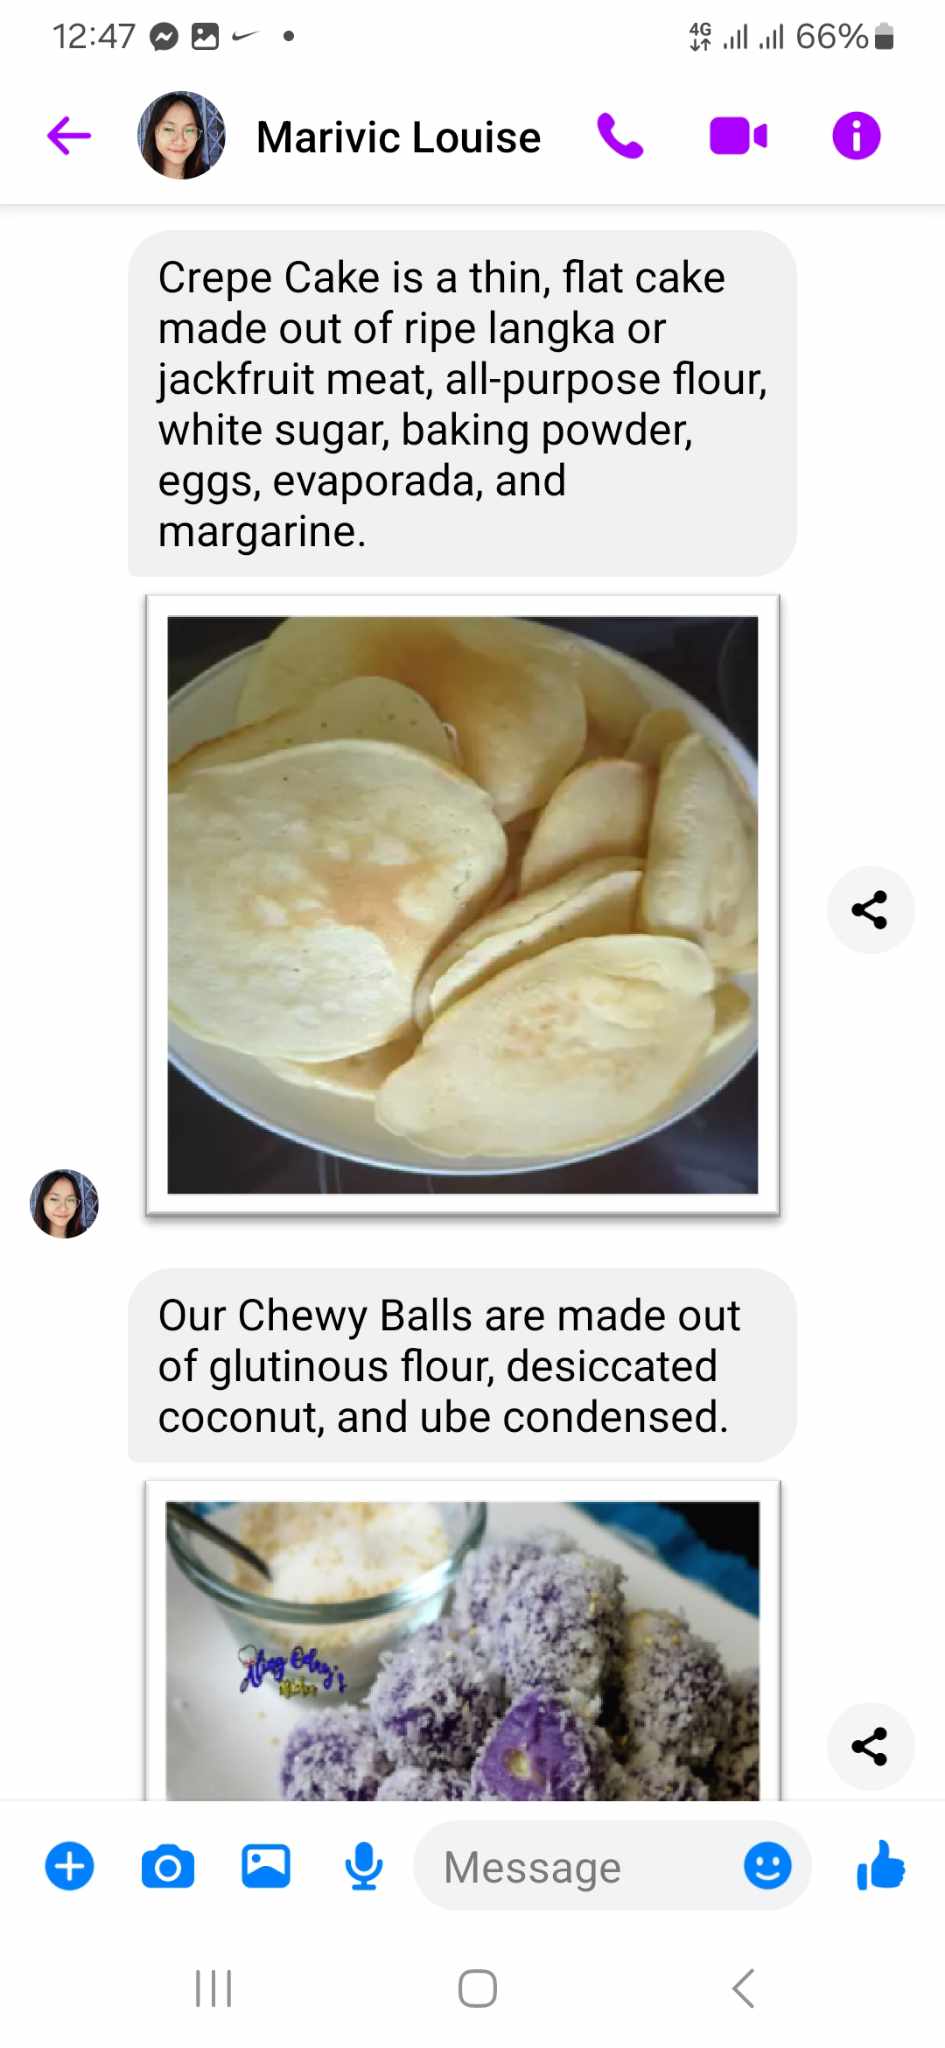 12:47
4G
66%
Marivic Louise
Crepe Cake is a thin, flat cake
made out of ripe langka or
jackfruit meat, all-purpose flour,
white sugar, baking powder,
eggs, evaporada, and
margarine.
Our Chewy Balls are made out
of glutinous flour, desiccated
coconut, and ube condensed.
Message